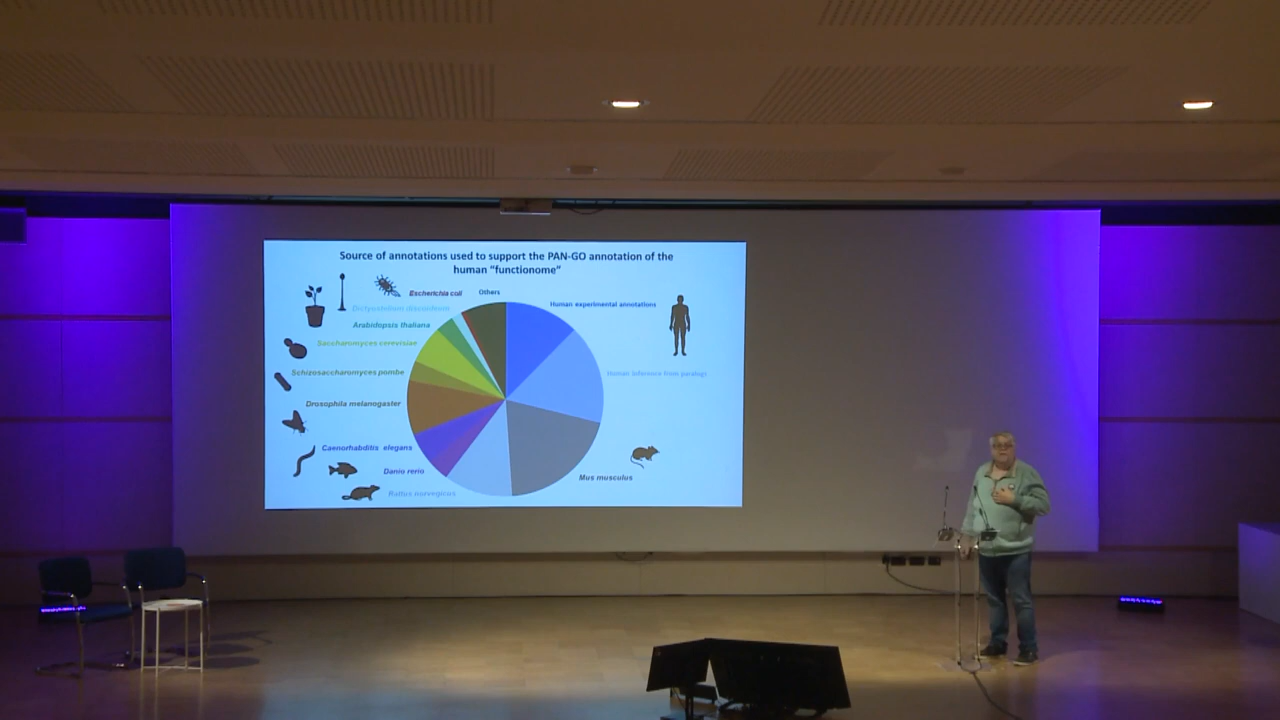 Source of annotations used to support the PAN-GO annotation of the
human “functionome”
Escherichia coli
Others
Human experimental annotations
Dictyostelium discoideum
Arabidopsis thaliana
Saccharomyces cerevisiae
Schizosaccharomyces pombe
Human inference from paralogs
Drosophila melanogaster
Caenorhabditis elegans
Danio rerio
Mus musculus
Rattus norvegicus